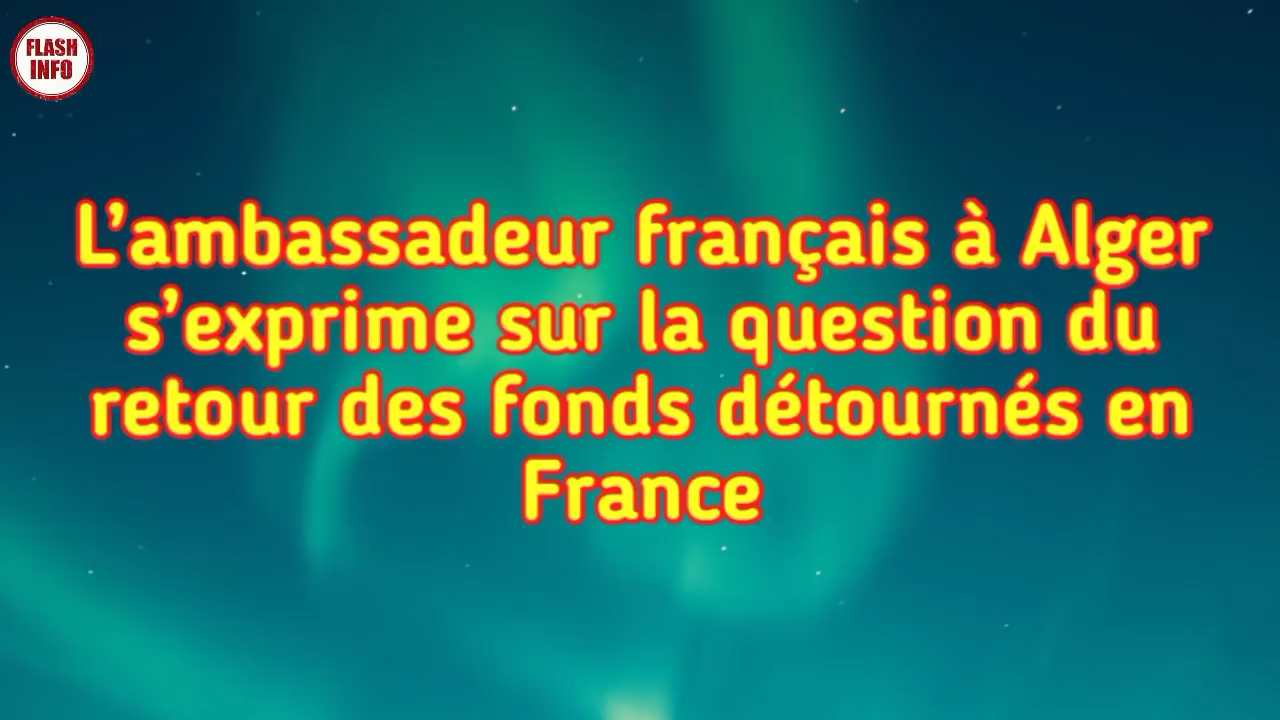 FLASH
INFO
L’ambassadeur français à Alger
s’exprime sur la question du
retour des fonds détournés en
France